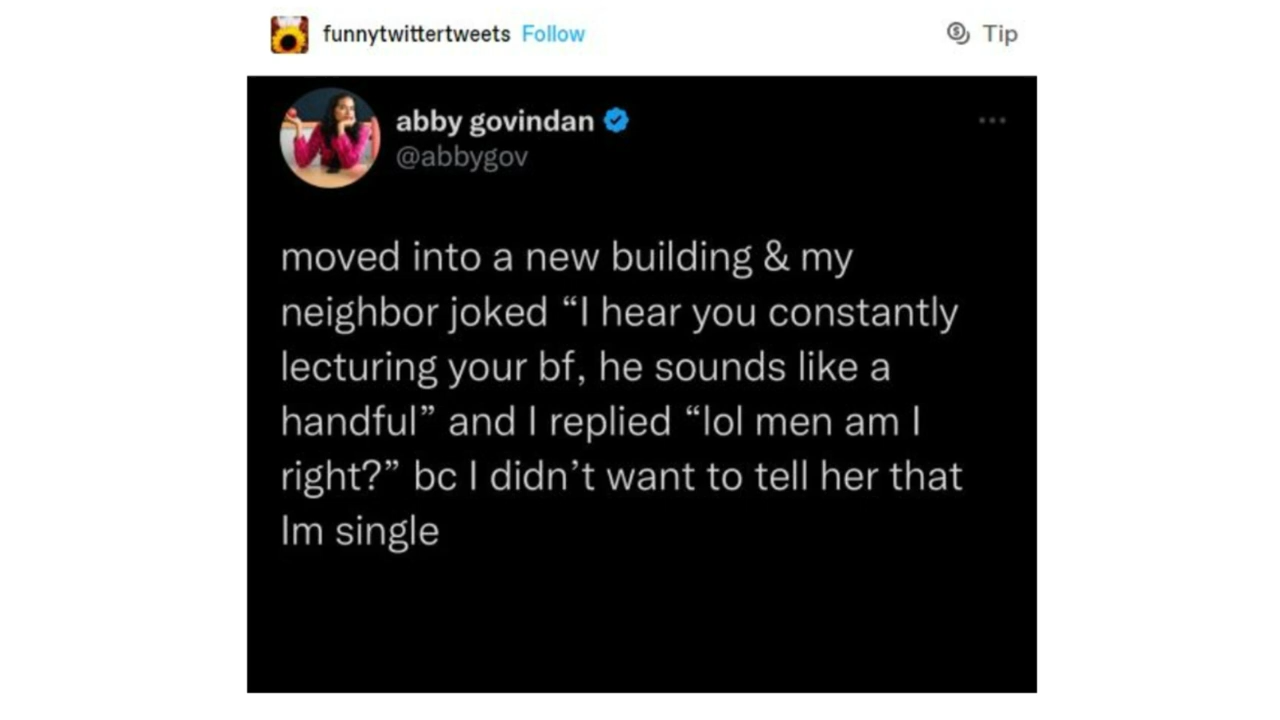 funnytwittertweets Follow Tip
abby govindan
@abbygov
moved into a new building & my
neighbor joked “I hear you constantly
lecturing your bf, he sounds like a
handful” and I replied “lol men am I
right?” bc I didn’t want to tell her that
Im single